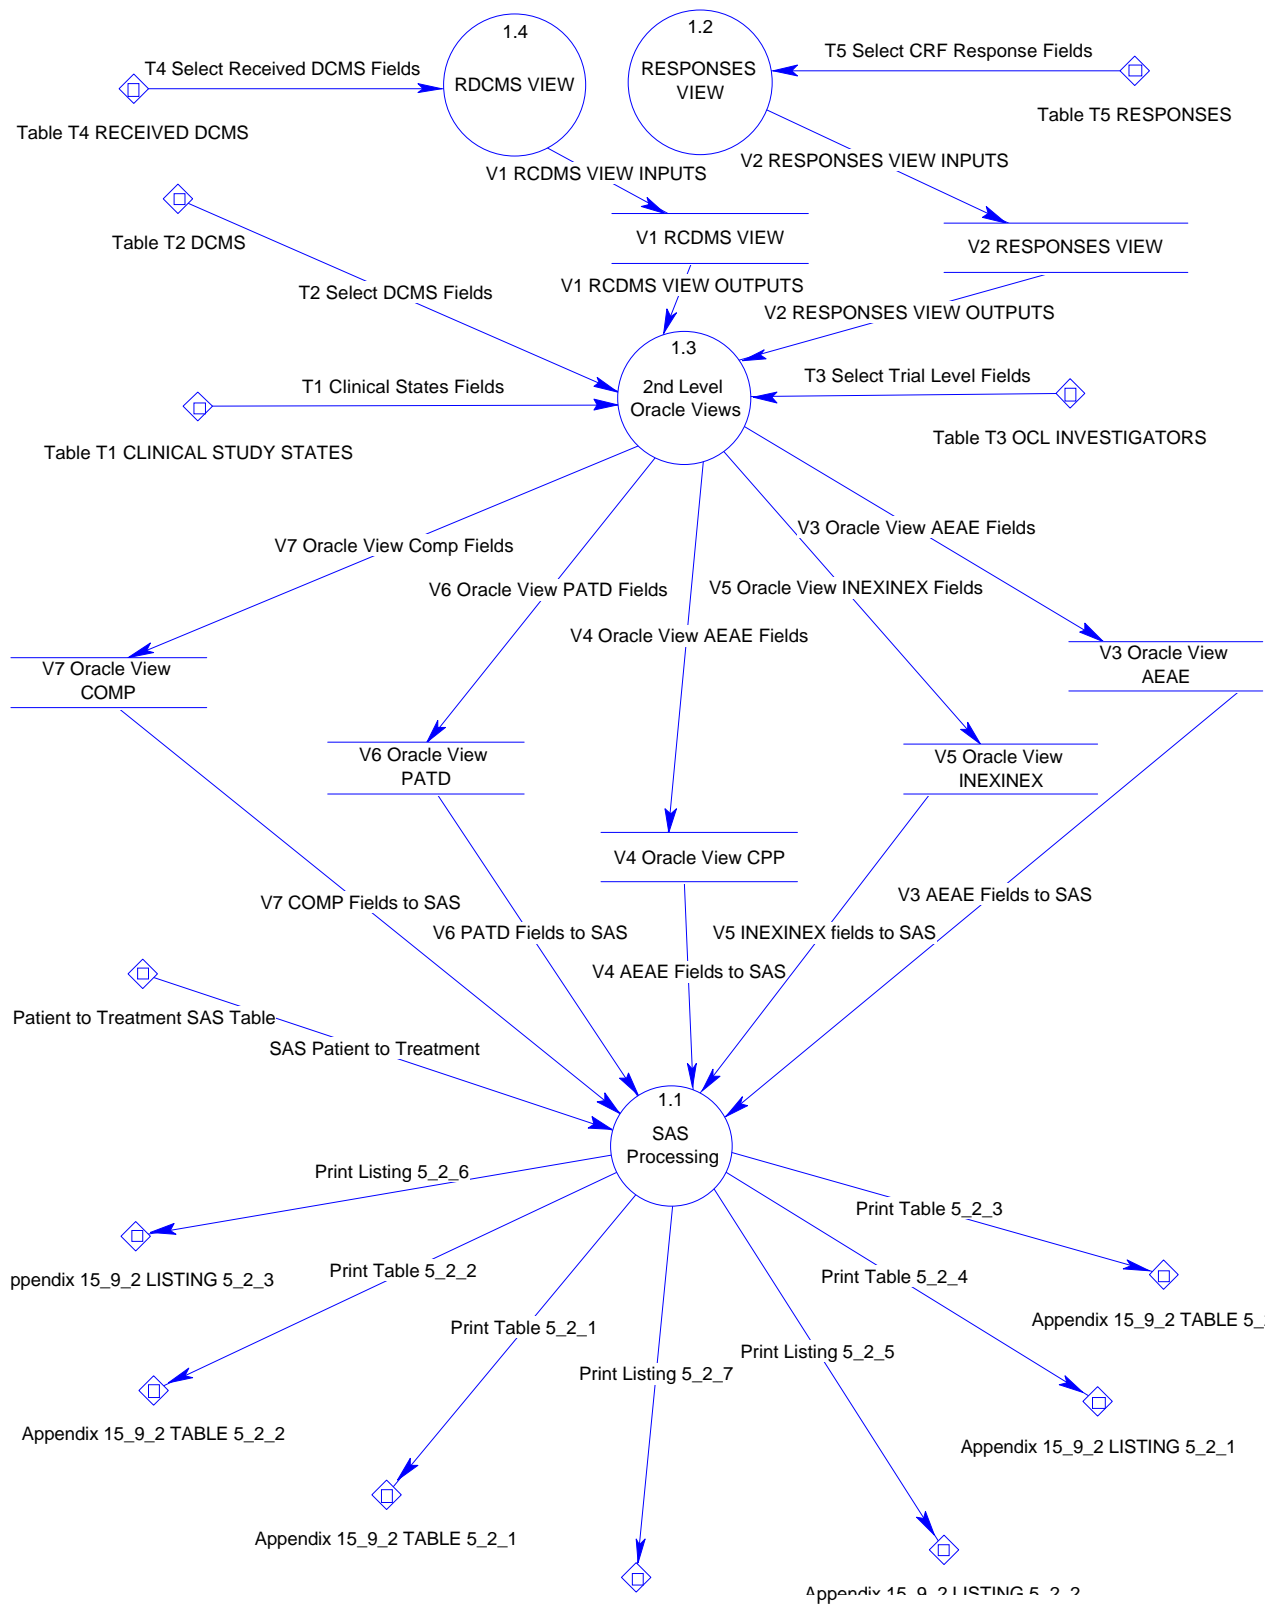 1.4
RDCMS VIEW
1.2
RESPONSES
VIEW
T4 Select Received DCMS Fields
T5 Select CRF Response Fields
Table T4 RECEIVED DCMS
Table T5 RESPONSES
V1 RCDMS VIEW INPUTS
V2 RESPONSES VIEW INPUTS
Table T2 DCMS
V1 RCDMS VIEW
V2 RESPONSES VIEW
T2 Select DCMS Fields
V1 RCDMS VIEW OUTPUTS
V2 RESPONSES VIEW OUTPUTS
1.3
2nd Level
Oracle Views
T1 Clinical States Fields
T3 Select Trial Level Fields
Table T1 CLINICAL STUDY STATES
Table T3 OCL INVESTIGATORS
V7 Oracle View Comp Fields
V3 Oracle View AEAE Fields
V6 Oracle View PATD Fields
V5 Oracle View INEXINEX Fields
V4 Oracle View AEAE Fields
V7 Oracle View
COMP
V3 Oracle View
AEAE
V6 Oracle View
PATD
V5 Oracle View
INEXINEX
V4 Oracle View CPP
V7 COMP Fields to SAS
V3 AEAE Fields to SAS
V6 PATD Fields to SAS
V5 INEXINEX fields to SAS
V4 AEAE Fields to SAS
Patient to Treatment SAS Table
SAS Patient to Treatment
1.1
SAS
Processing
Print Listing 5_2_6
Print Table 5_2_3
ppendix 15_9_2 LISTING 5_2_3
Print Table 5_2_2
Print Table 5_2_4
Appendix 15_9_2 TABLE 5_
Print Table 5_2_1
Print Listing 5_2_7
Print Listing 5_2_5
Appendix 15_9_2 TABLE 5_2_2
Appendix 15_9_2 LISTING 5_2_1
Appendix 15_9_2 TABLE 5_2_1
Appendix 15_9_2 LISTING 5_2_2